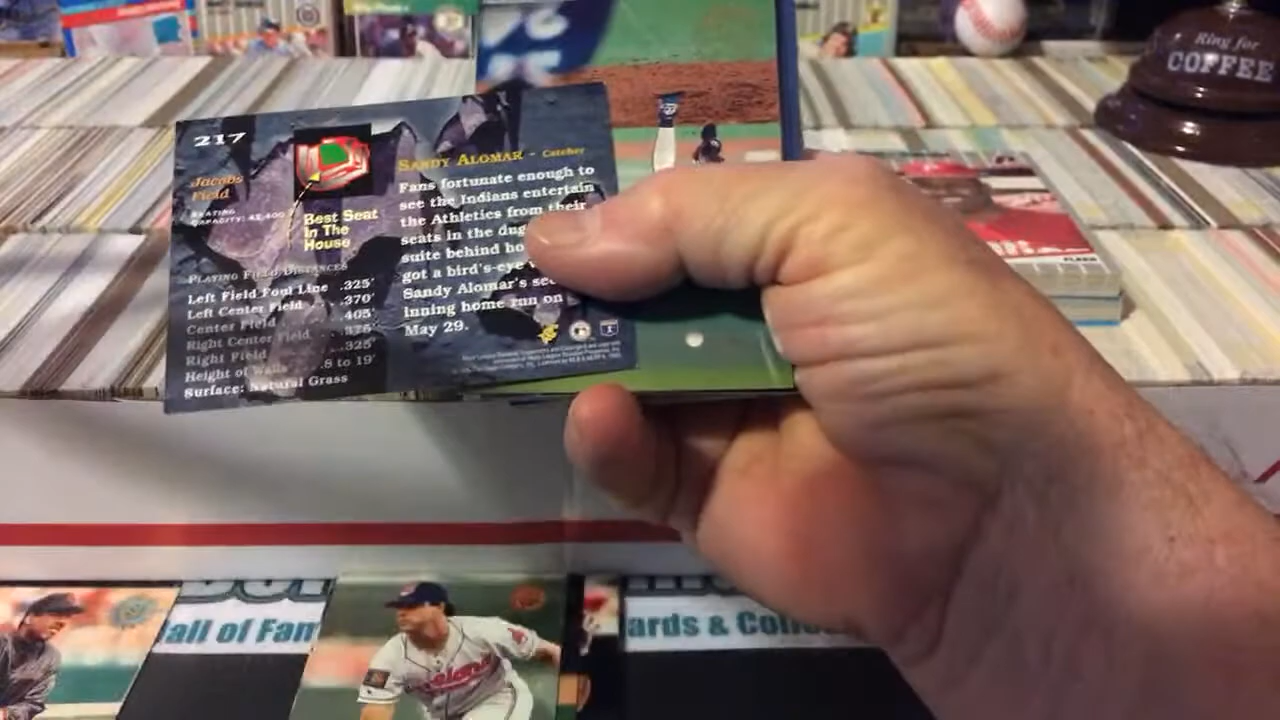 Ring for
COFFEE
217
Jacobs
Field
SEATING
CAPACITY: 42,400
Best Seat
In The
House
PLAYING FIELD DISTANCES
Left Field Foul Line .325'
Left Center Field . . . 370'
Center Field . . . 405'
Right Center Field . . 375'
Right Field . . . 325'
Height of Walls . .8 to 19'
Surface: Natural Grass
SANDY ALOMAR - Catcher
Fans fortunate enough to
see the Indians entertain
the Athletics from their
seats in the dug
suite behind ho
got a bird's-eye
Sandy Alomar's sec
inning home run on
May 29.
FLEER
all of Fam
ards & Coll
Indians